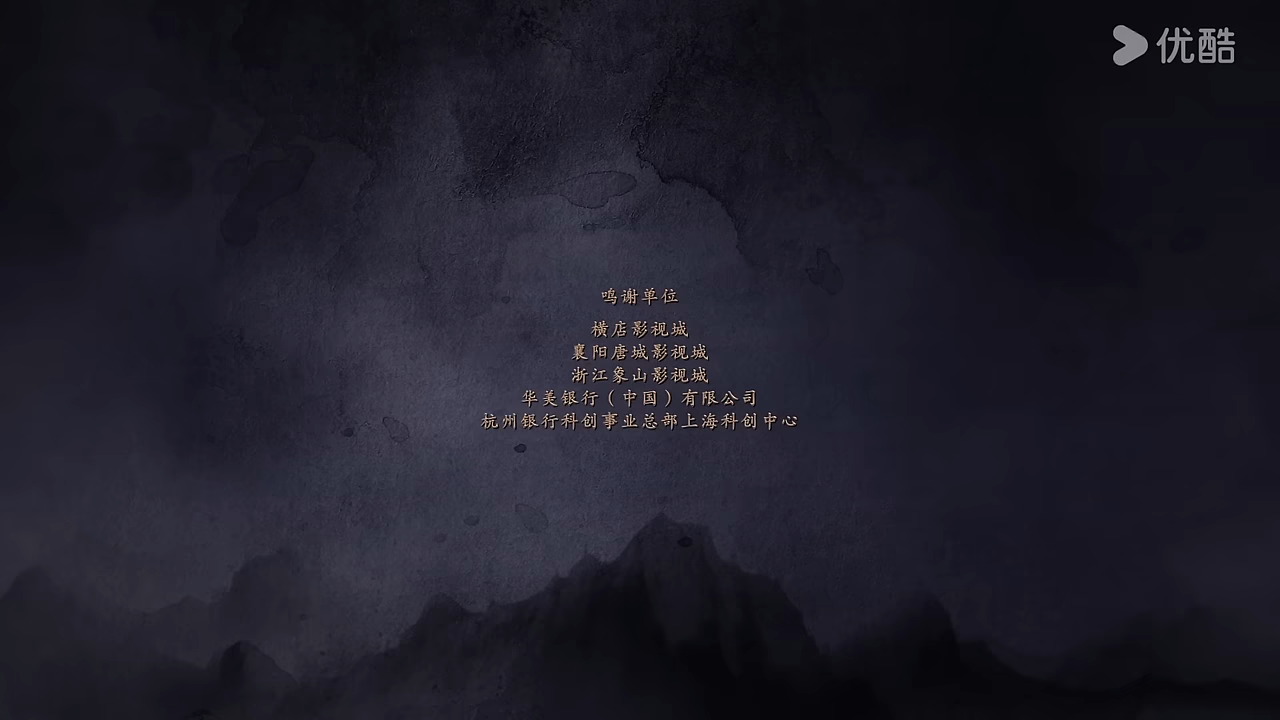 优酷
鸣谢单位
横店影视城
襄阳唐城影视城
浙江象山影视城
华美银行（中国）有限公司
杭州银行科创事业总部上海科创中心